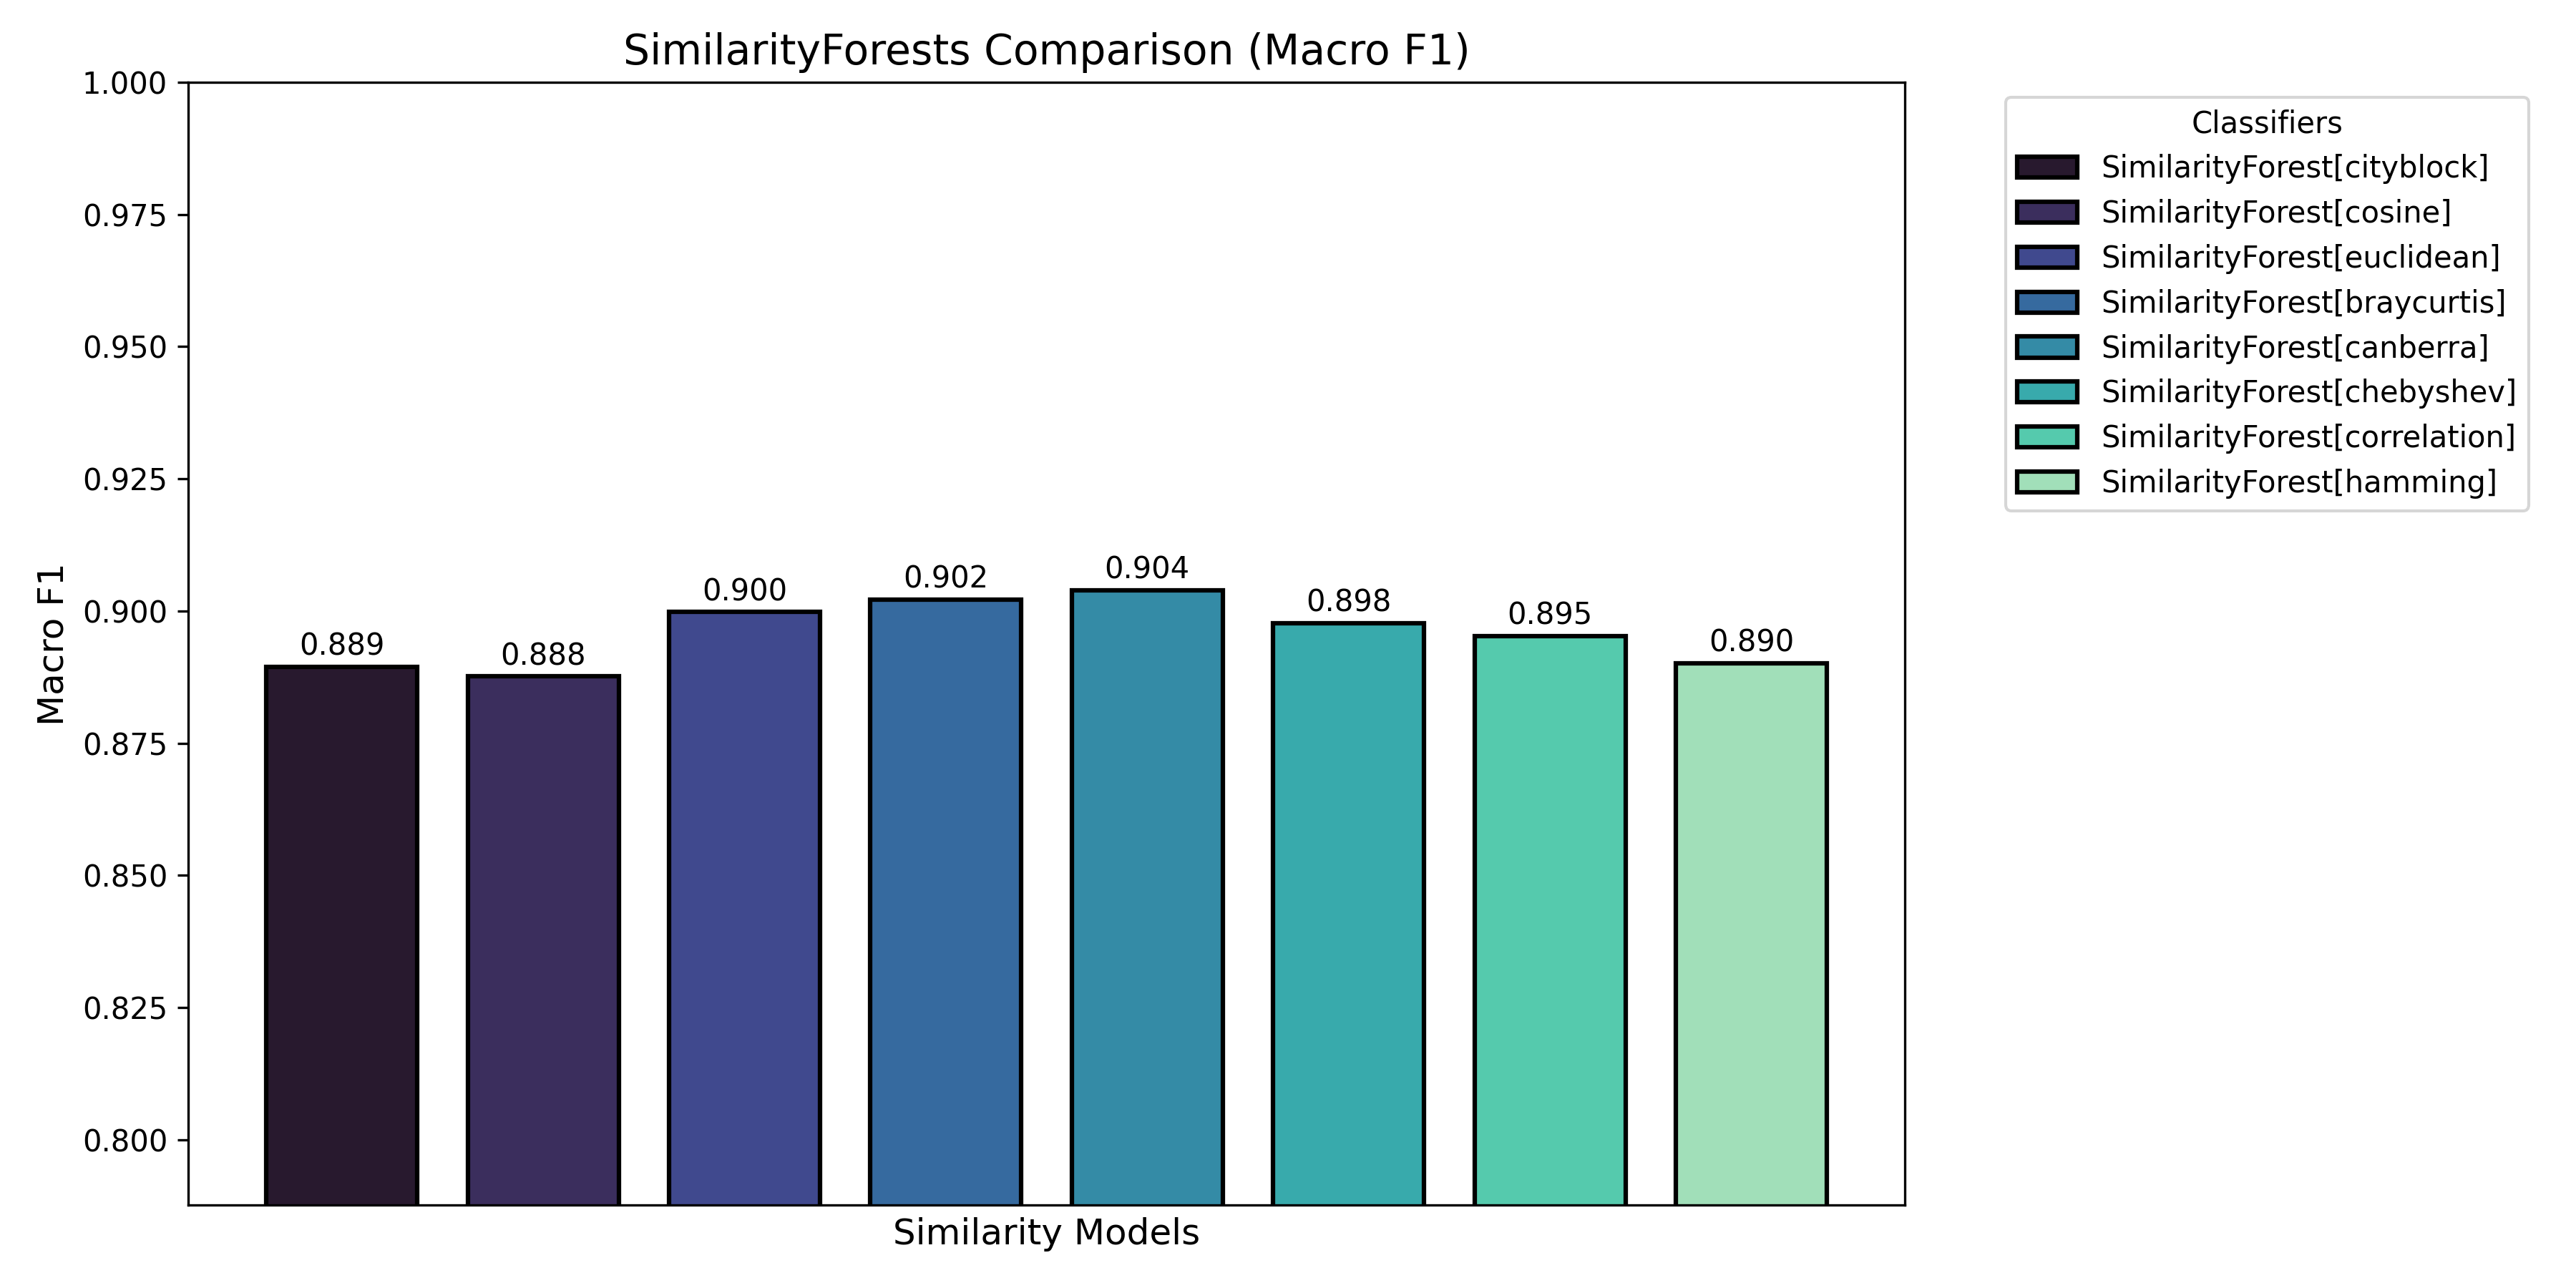 SimilarityForests Comparison (Macro F1)
1.000
0.975
0.950
0.925
0.900
0.875
0.850
0.825
0.800
Macro F1
0.889
0.888
0.900
0.902
0.904
0.898
0.895
0.890
Similarity Models
Classifiers
SimilarityForest[cityblock]
SimilarityForest[cosine]
SimilarityForest[euclidean]
SimilarityForest[braycurtis]
SimilarityForest[canberra]
SimilarityForest[chebyshev]
SimilarityForest[correlation]
SimilarityForest[hamming]